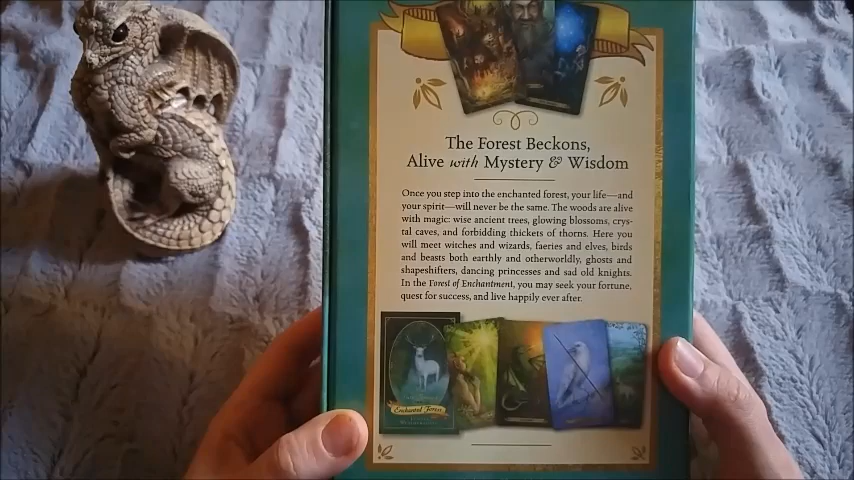 The Forest Beckons,
Alive with Mystery & Wisdom
Once you step into the enchanted forest, your life—and
your spirit—will never be the same. The woods are alive
with magic: wise ancient trees, glowing blossoms, crys-
tal caves, and forbidding thickets of thorns. Here you
will meet witches and wizards, faeries and elves, birds
and beasts both earthly and otherworldly, ghosts and
shapeshifters, dancing princesses and sad old knights.
In the Forest of Enchantment, you may seek your fortune,
quest for success, and live happily ever after.
Enchanted Forest